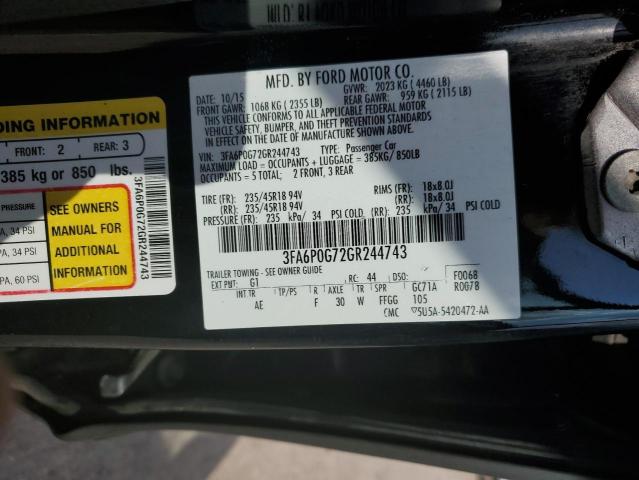 MFD. BY FORD MOTOR CO.
DATE: 10/15 GVWR: 2023 KG ( 4460 LB)
FRONT GAWR: 1068 KG ( 2355 LB) REAR GAWR: 959 KG ( 2115 LB)
THIS VEHICLE CONFORMS TO ALL APPLICABLE FEDERAL MOTOR
VEHICLE SAFETY, BUMPER, AND THEFT PREVENTION STANDARDS
IN EFFECT ON THE DATE OF MANUFACTURE SHOWN ABOVE.
VIN: 3FA6P0G72GR244743 TYPE: Passenger Car
MAXIMUM LOAD = OCCUPANTS + LUGGAGE = 385KG/ 850LB
OCCUPANTS = 5 TOTAL; 2 FRONT, 3 REAR
TIRE (FR): 235/45R18 94V RIMS (FR): 18x8.0J
(RR): 235/45R18 94V (RR): 18x8.0J
PRESSURE (FR): 235 kPa/ 34 PSI COLD (RR): 235 kPa/ 34 PSI COLD
3FA6P0G72GR244743
TRAILER TOWING - SEE OWNER GUIDE
EXT PNT: G1 RC: 44 DSO: F0068
INT TR TP/PS R AXLE TR SPR GC71A R0G78
AE F 30 W FFGG 105
CMC 5U5A-5420472-AA
DING INFORMATION
FRONT: 2 REAR: 3
385 kg or 850 lbs.
PRESSURE
PA, 34 PSI
PA, 34 PSI
PA, 60 PSI
SEE OWNERS
MANUAL FOR
ADDITIONAL
INFORMATION
3FA6P0G72GR244743